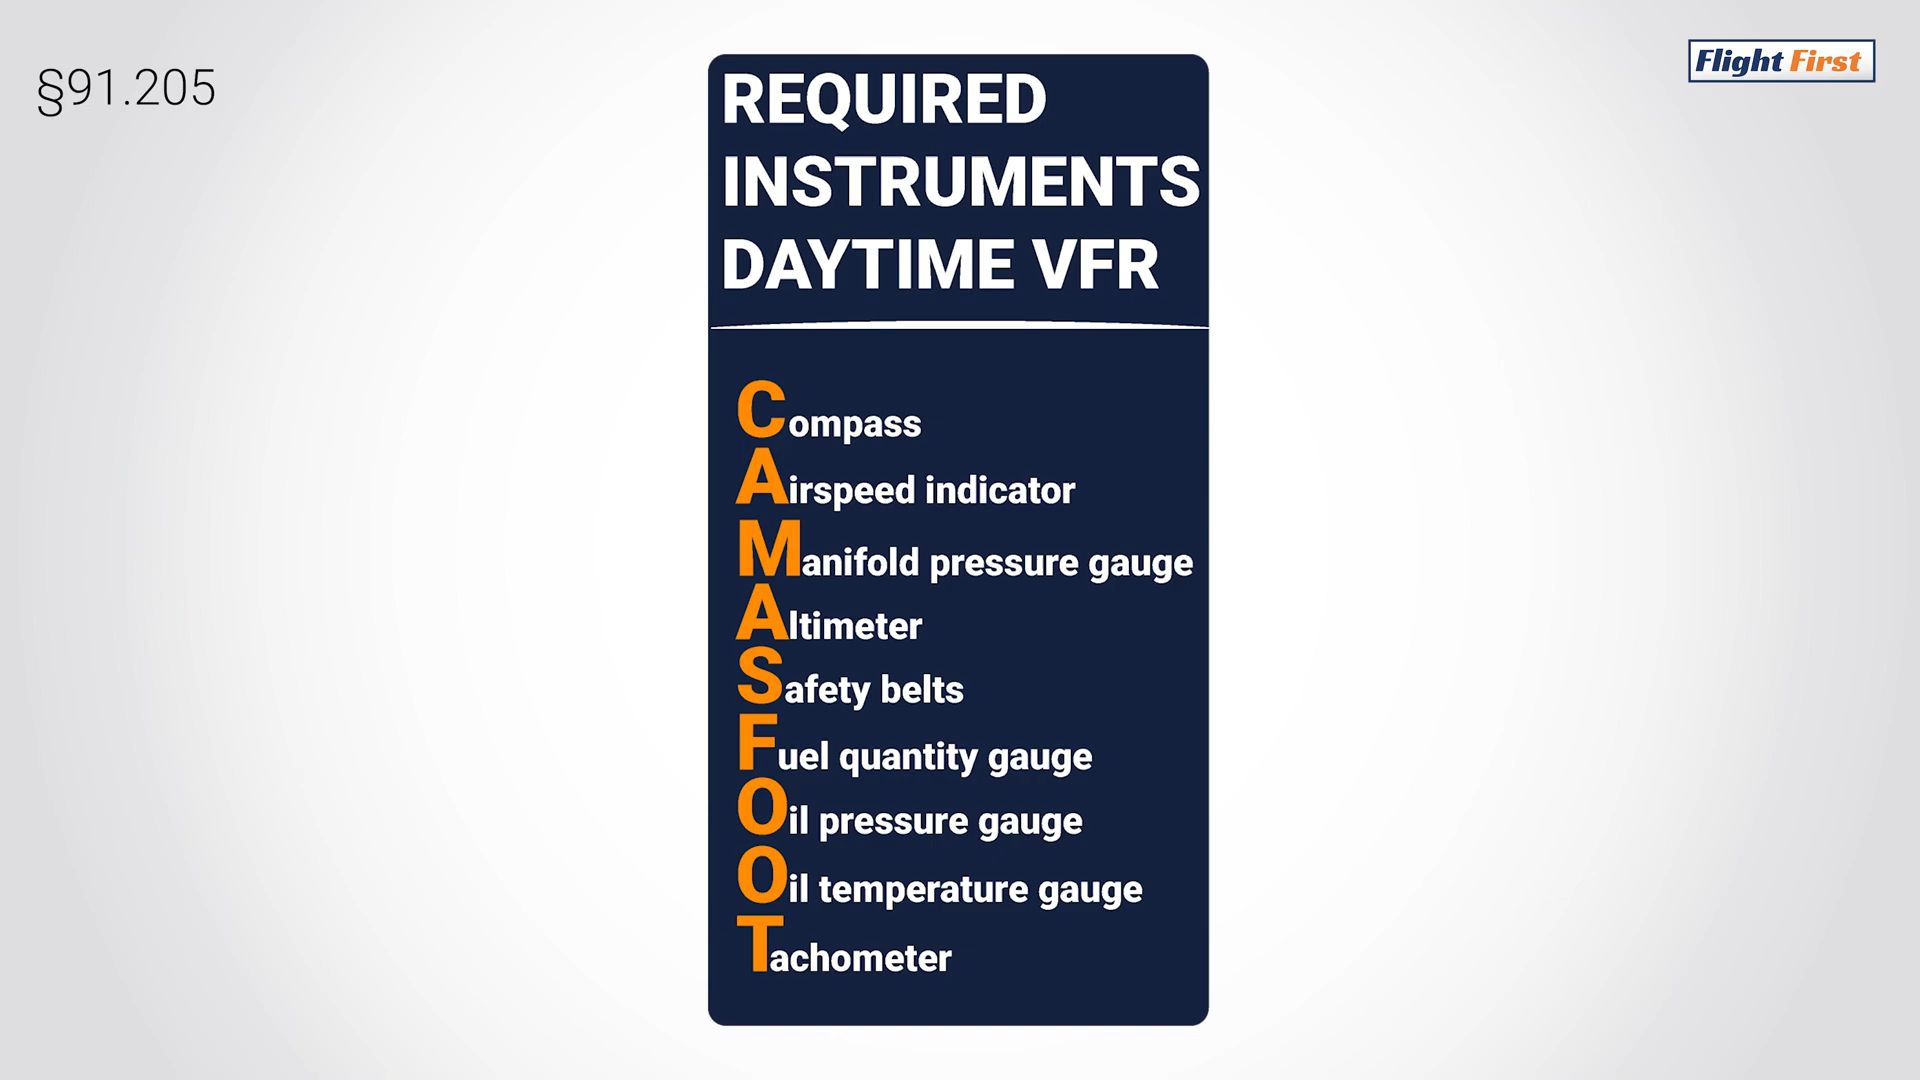 §91.205
Flight First
REQUIRED
INSTRUMENTS
DAYTIME VFR
Compass
Airspeed indicator
Manifold pressure gauge
Altimeter
Safety belts
Fuel quantity gauge
Oil pressure gauge
Oil temperature gauge
Tachometer